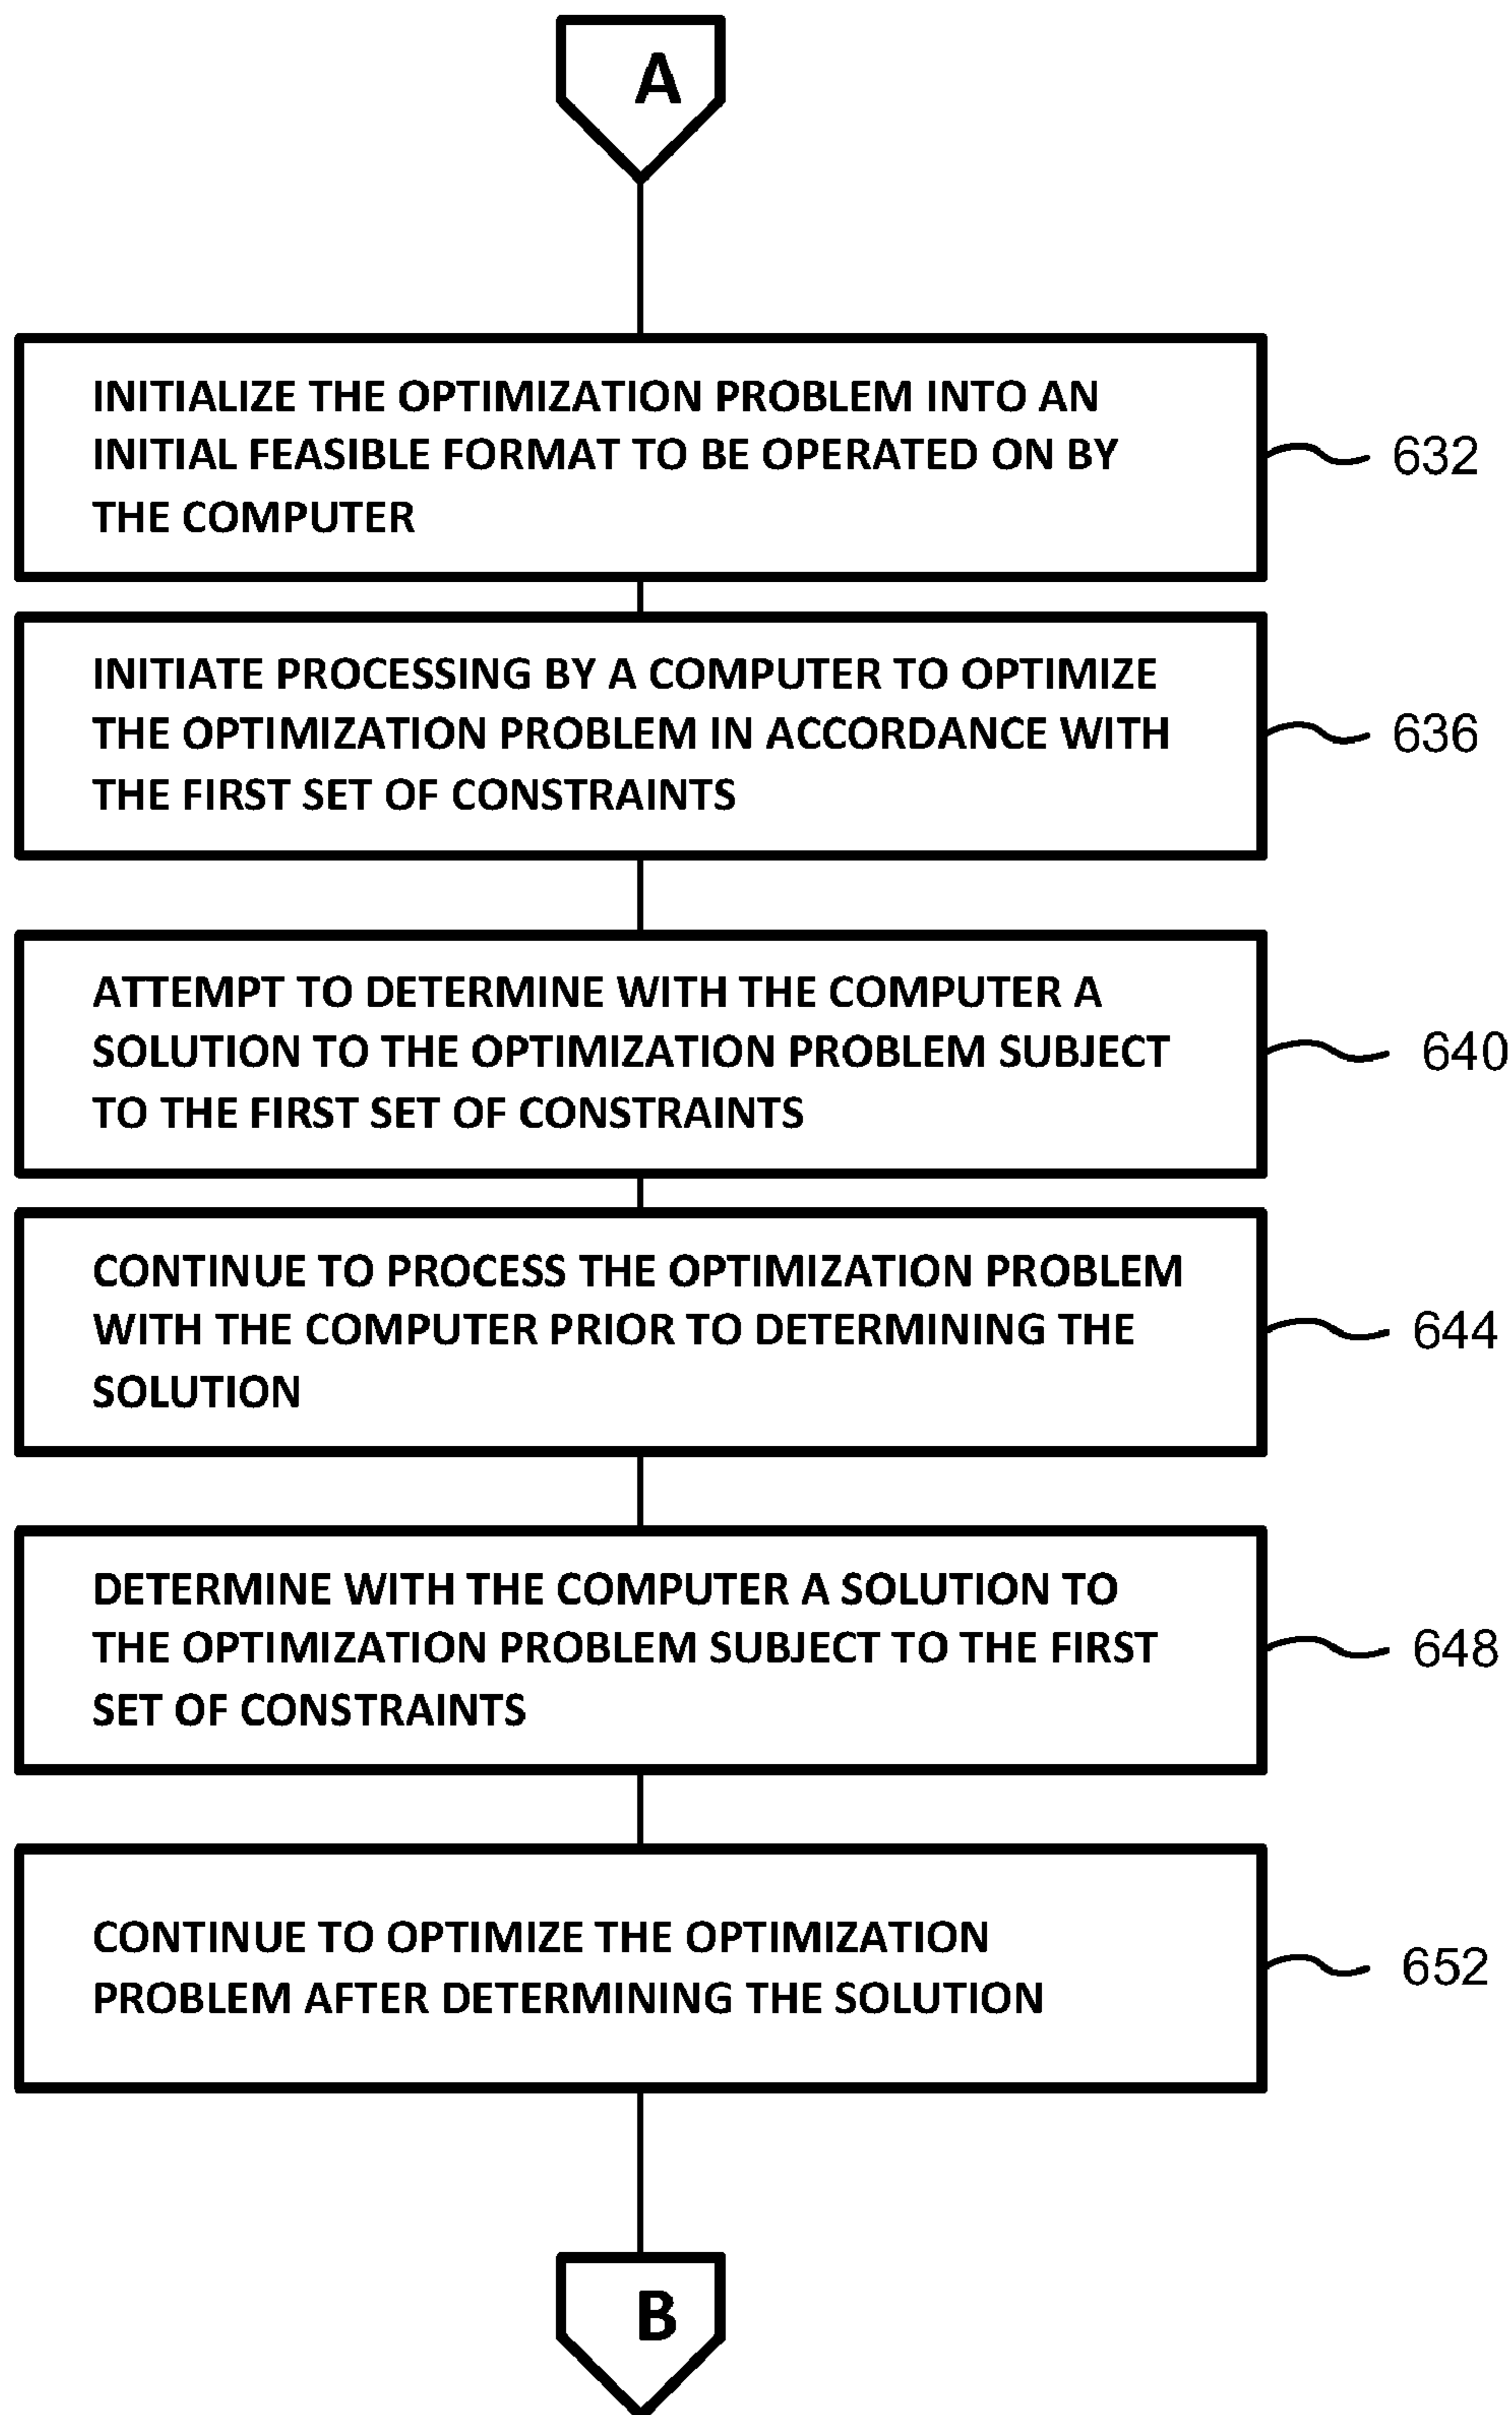 A
INITIALIZE THE OPTIMIZATION PROBLEM INTO AN
INITIAL FEASIBLE FORMAT TO BE OPERATED ON BY
THE COMPUTER
632
INITIATE PROCESSING BY A COMPUTER TO OPTIMIZE
THE OPTIMIZATION PROBLEM IN ACCORDANCE WITH
THE FIRST SET OF CONSTRAINTS
636
ATTEMPT TO DETERMINE WITH THE COMPUTER A
SOLUTION TO THE OPTIMIZATION PROBLEM SUBJECT
TO THE FIRST SET OF CONSTRAINTS
640
CONTINUE TO PROCESS THE OPTIMIZATION PROBLEM
WITH THE COMPUTER PRIOR TO DETERMINING THE
SOLUTION
644
DETERMINE WITH THE COMPUTER A SOLUTION TO
THE OPTIMIZATION PROBLEM SUBJECT TO THE FIRST
SET OF CONSTRAINTS
648
CONTINUE TO OPTIMIZE THE OPTIMIZATION
PROBLEM AFTER DETERMINING THE SOLUTION
652
B